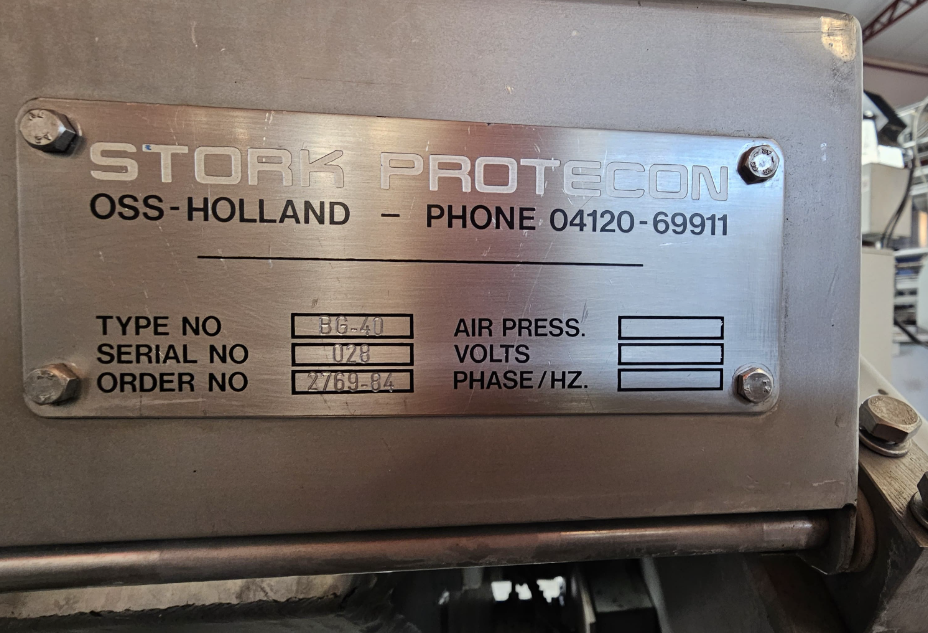 STORK PROTECON
OSS-HOLLAND – PHONE 04120-69911
TYPE NO BG-40 AIR PRESS.
SERIAL NO 028 VOLTS
ORDER NO 2769-84 PHASE/HZ.